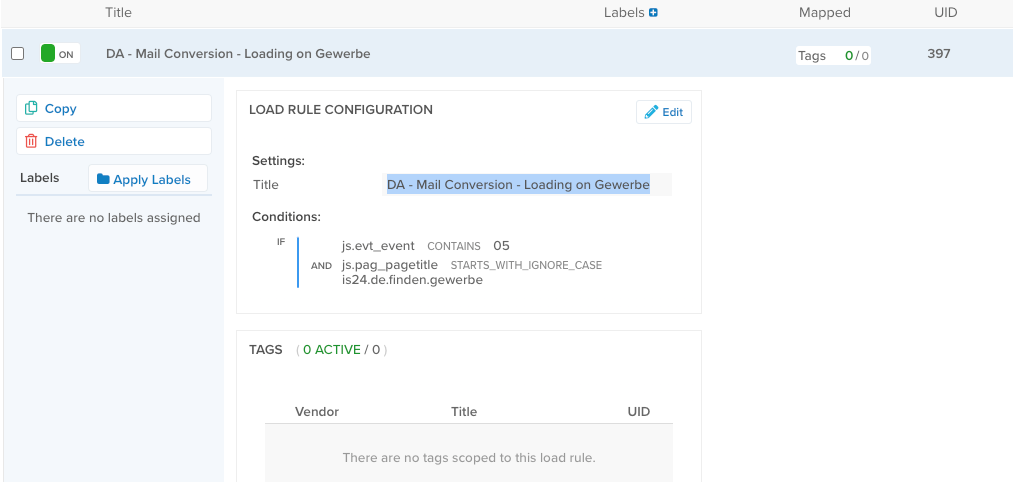 Title Labels Mapped UID
ON DA - Mail Conversion - Loading on Gewerbe Tags 0 / 0 397
Copy
Delete
Labels Apply Labels
There are no labels assigned
LOAD RULE CONFIGURATION Edit
Settings:
Title DA - Mail Conversion - Loading on Gewerbe
Conditions:
IF js.evt_event CONTAINS 05
AND js.pag_pagetitle STARTS_WITH_IGNORE_CASE
is24.de.finden.gewerbe
TAGS ( 0 ACTIVE / 0 )
Vendor Title UID
There are no tags scoped to this load rule.